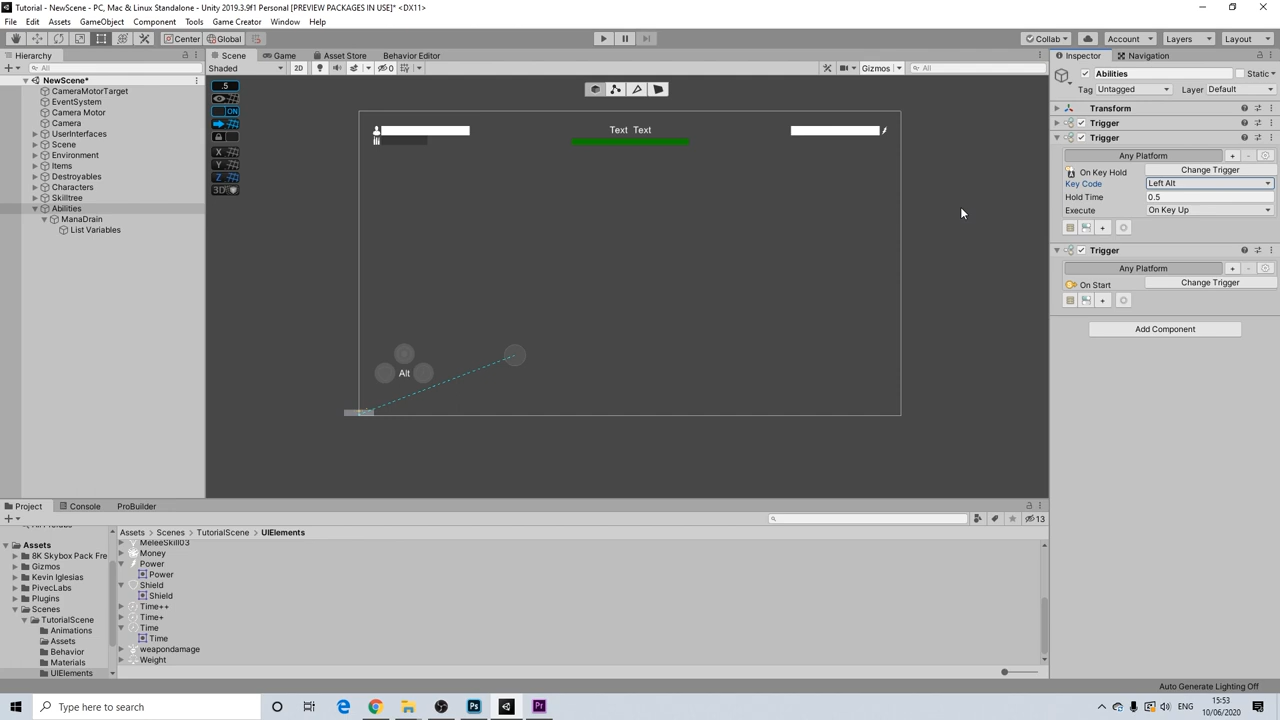 Tutorial - NewScene - PC, Mac & Linux Standalone - Unity 2019.3.9f1 Personal [PREVIEW PACKAGES IN USE]* <DX11>
File Edit Assets GameObject Component Tools Game Creator Window Help
Center Global Collab Account Layers Layout
Hierarchy
All
NewScene*
CameraMotorTarget
EventSystem
Camera Motor
Camera
UserInterfaces
Scene
Environment
Items
Destroyables
Characters
Skilltree
Abilities
ManaDrain
List Variables
Scene Game Asset Store Behavior Editor
Shaded 2D 0 Gizmos All
.5
ON
X
Y
Z
3D
Text Text
Alt
Inspector Navigation
Abilities Static
Tag Untagged Layer Default
Transform
Trigger
Trigger
Any Platform + -
On Key Hold Change Trigger
Key Code Left Alt
Hold Time 0.5
Execute On Key Up
+
Trigger
Any Platform + -
On Start Change Trigger
+
Add Component
Project Console ProBuilder
13
Assets > Scenes > TutorialScene > UIElements
Assets
8K Skybox Pack Fre
Gizmos
Kevin Iglesias
PivecLabs
Plugins
Scenes
TutorialScene
Animations
Assets
Behavior
Materials
UIElements
MeleeSkill03
Money
Power
Power
Shield
Shield
Time++
Time+
Time
Time
weapondamage
Weight
Auto Generate Lighting Off
Type here to search
Ps Pr
ENG
15:53
10/06/2020